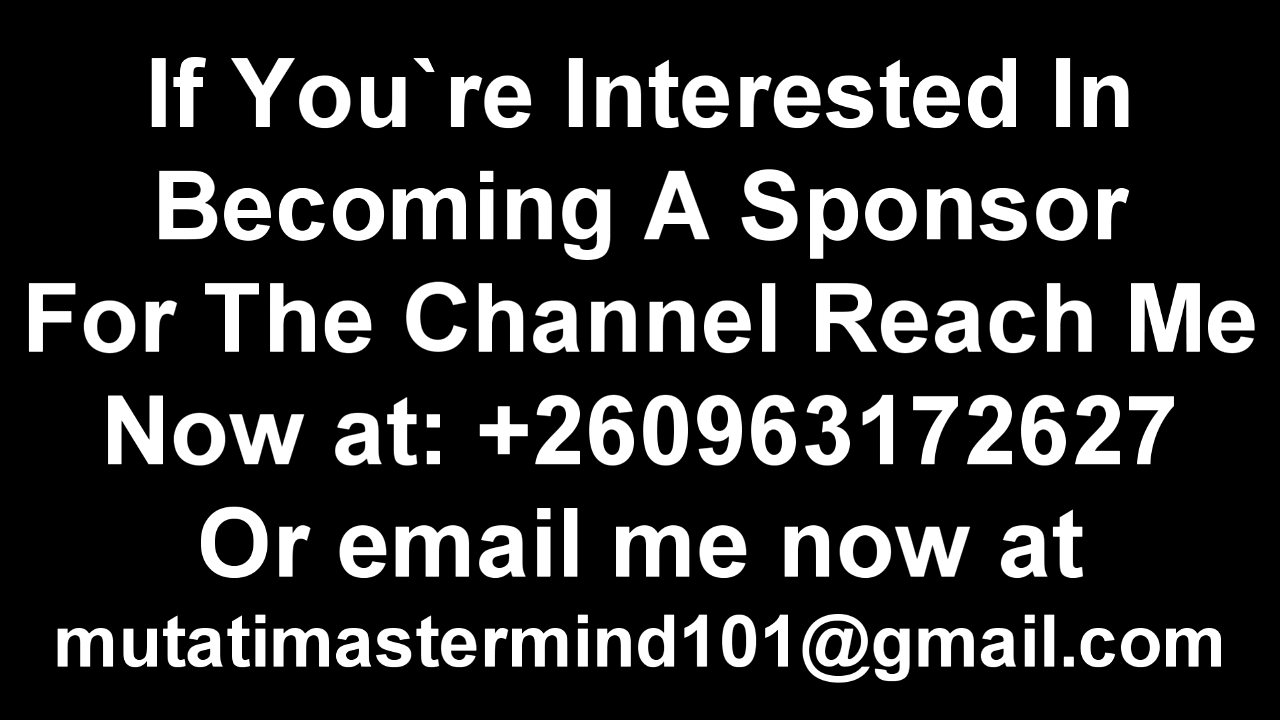 If You`re Interested In
Becoming A Sponsor
For The Channel Reach Me
Now at: +260963172627
Or email me now at
mutatimastermind101@gmail.com